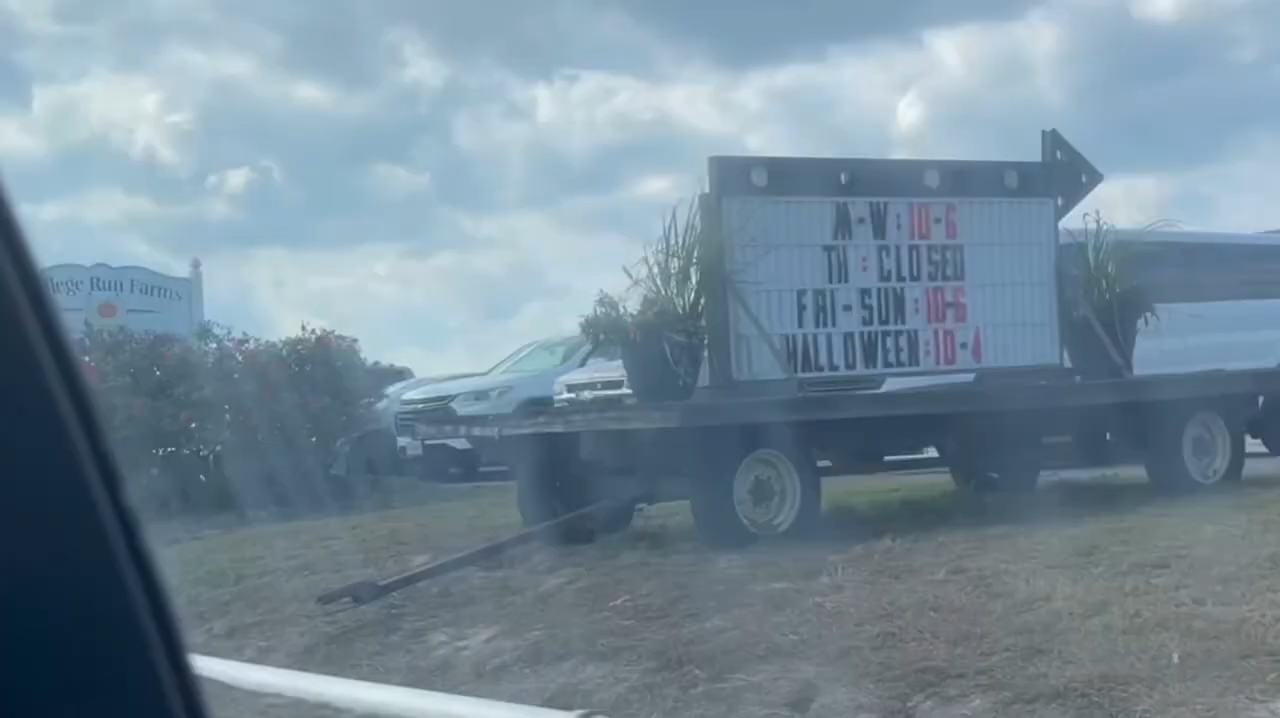 lege Run Farms
M-W:10-6
TH:CLOSED
FRI-SUN:10-6
HALLOWEEN:10-4